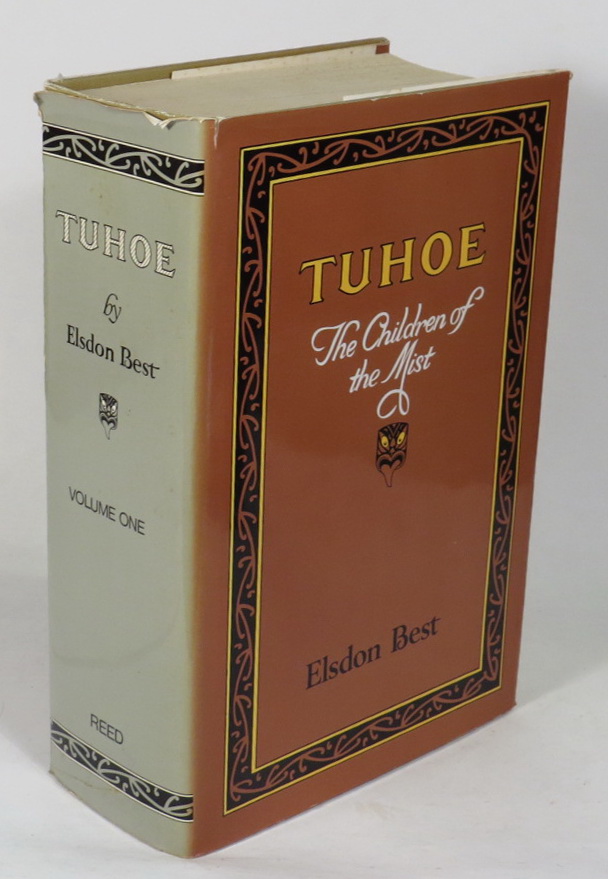 TUHOE
by
Elsdon Best
VOLUME ONE
REED
TUHOE
The Children of
the Mist
Elsdon Best